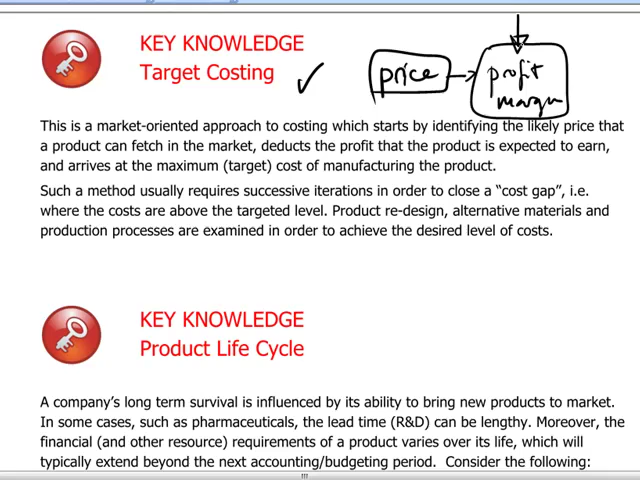 KEY KNOWLEDGE
Target Costing
price
profit
margin
This is a market-oriented approach to costing which starts by identifying the likely price that
a product can fetch in the market, deducts the profit that the product is expected to earn,
and arrives at the maximum (target) cost of manufacturing the product.
Such a method usually requires successive iterations in order to close a “cost gap”, i.e.
where the costs are above the targeted level. Product re-design, alternative materials and
production processes are examined in order to achieve the desired level of costs.
KEY KNOWLEDGE
Product Life Cycle
A company’s long term survival is influenced by its ability to bring new products to market.
In some cases, such as pharmaceuticals, the lead time (R&D) can be lengthy. Moreover, the
financial (and other resource) requirements of a product varies over its life, which will
typically extend beyond the next accounting/budgeting period. Consider the following: